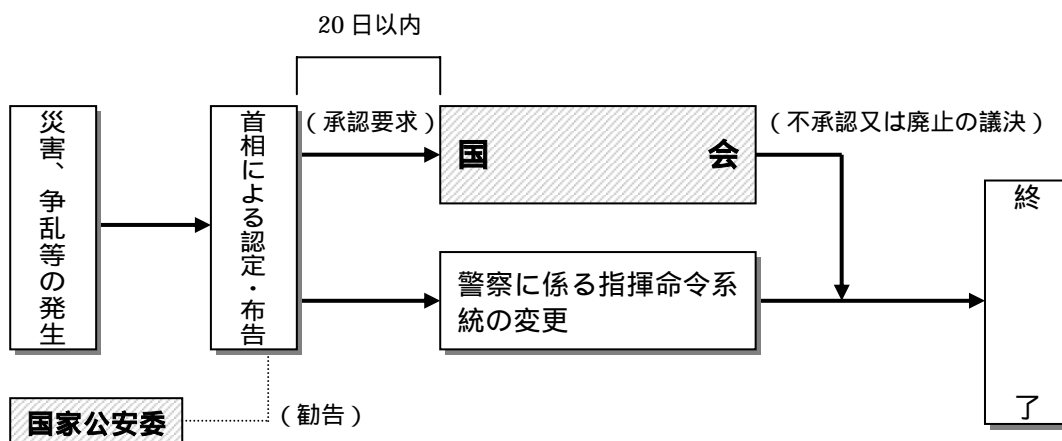 20 日以内
災害、争乱等の発生
首相による認定・布告
（承認要求）
国　会
（不承認又は廃止の議決）
警察に係る指揮命令系
統の変更
終　了
国家公安委
（勧告）